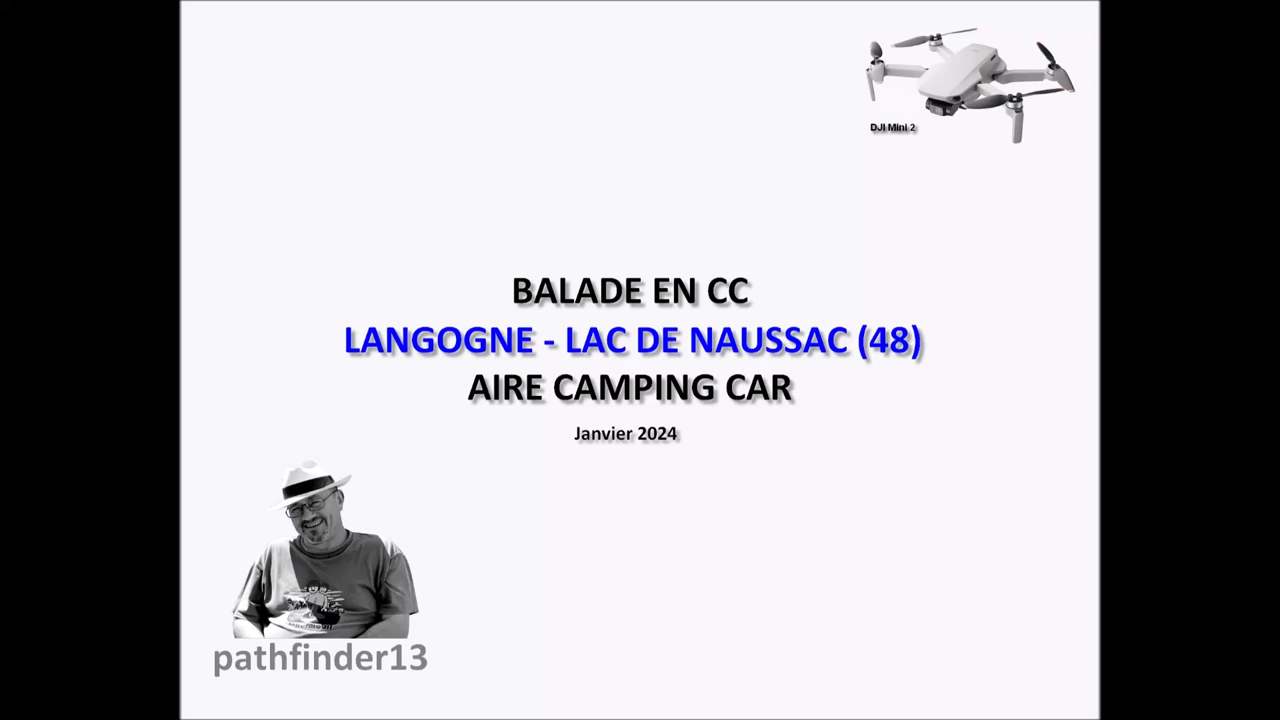 DJI Mini 2
BALADE EN CC
LANGOGNE - LAC DE NAUSSAC (48)
AIRE CAMPING CAR
Janvier 2024
pathfinder13